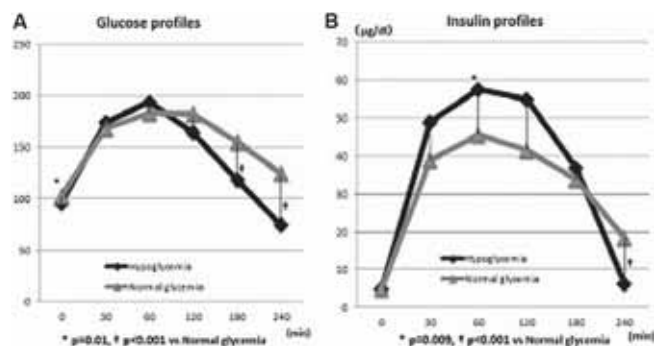 A Glucose profiles
250
200
150
100
50
0
*
†
†
Hypoglycemia
Normal glycemia
0 30 60 120 180 240 (min)
* p=0.01, † p<0.001 vs Normal glycemia
B Insulin profiles
(μg/dl)
70
60
50
40
30
20
10
0
*
†
Hypoglycemia
Normal glycemia
0 30 60 120 180 240 (min)
* p=0.009, † p<0.001 vs Normal glycemia